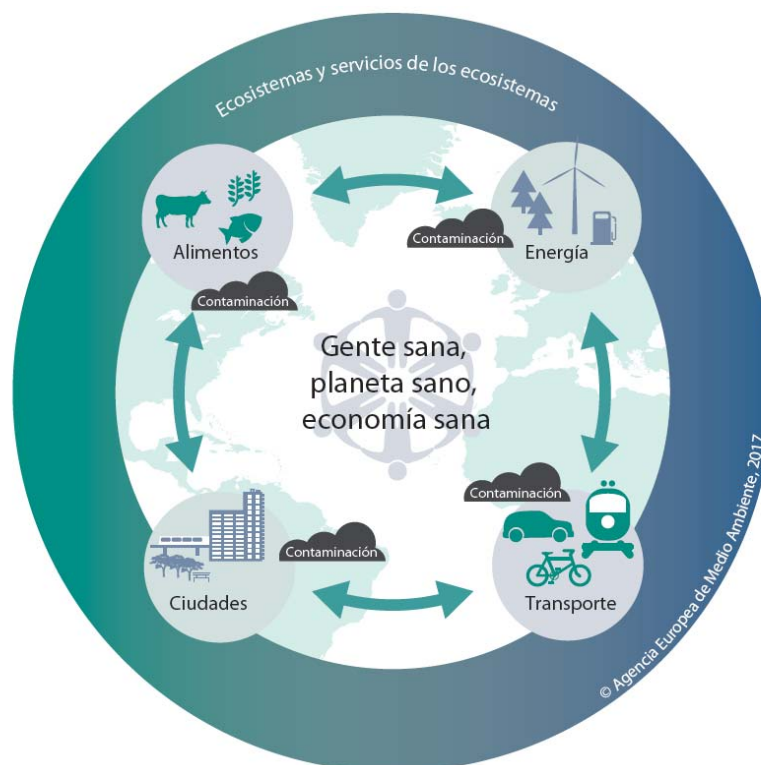 Ecosistemas y servicios de los ecosistemas
Alimentos
Contaminación
Contaminación
Energía
Gente sana,
planeta sano,
economía sana
Contaminación
Ciudades
Contaminación
Transporte
© Agencia Europea de Medio Ambiente, 2017